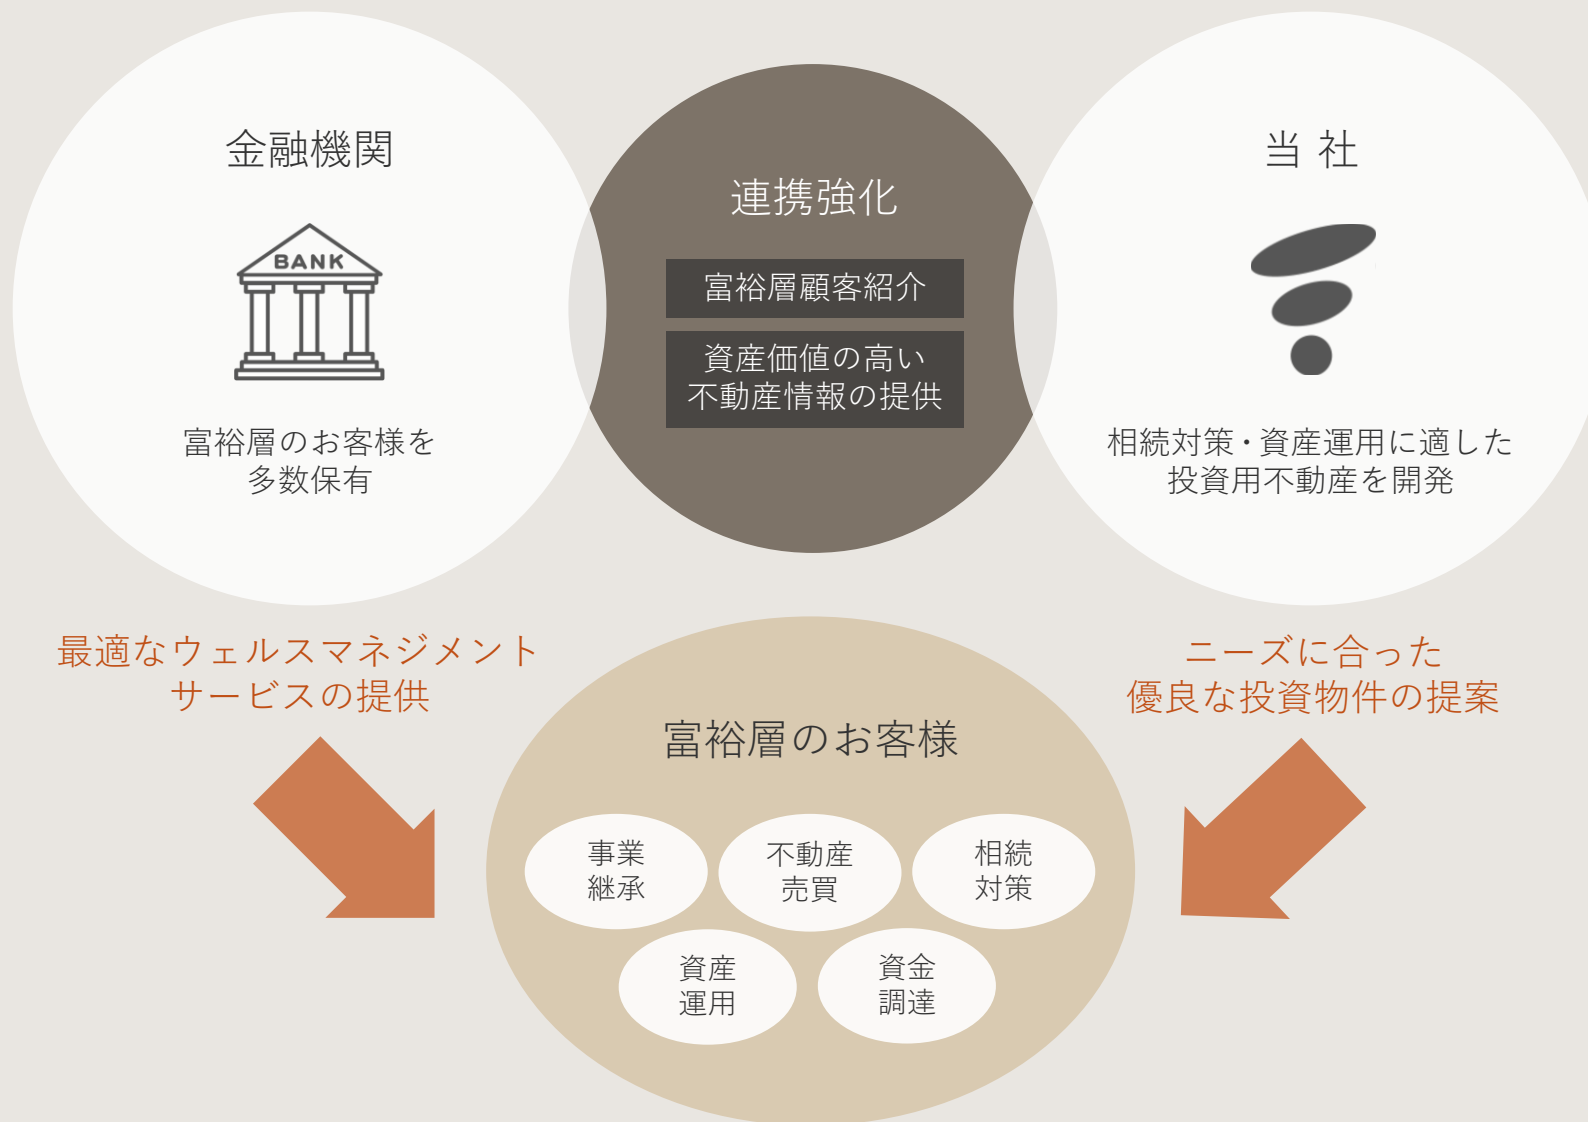 金融機関
BANK
富裕層のお客様を
多数保有
連携強化
富裕層顧客紹介
資産価値の高い
不動産情報の提供
当社
相続対策・資産運用に適した
投資用不動産を開発
最適なウェルスマネジメント
サービスの提供
ニーズに合った
優良な投資物件の提案
富裕層のお客様
事業
継承
不動産
売買
相続
対策
資産
運用
資金
調達